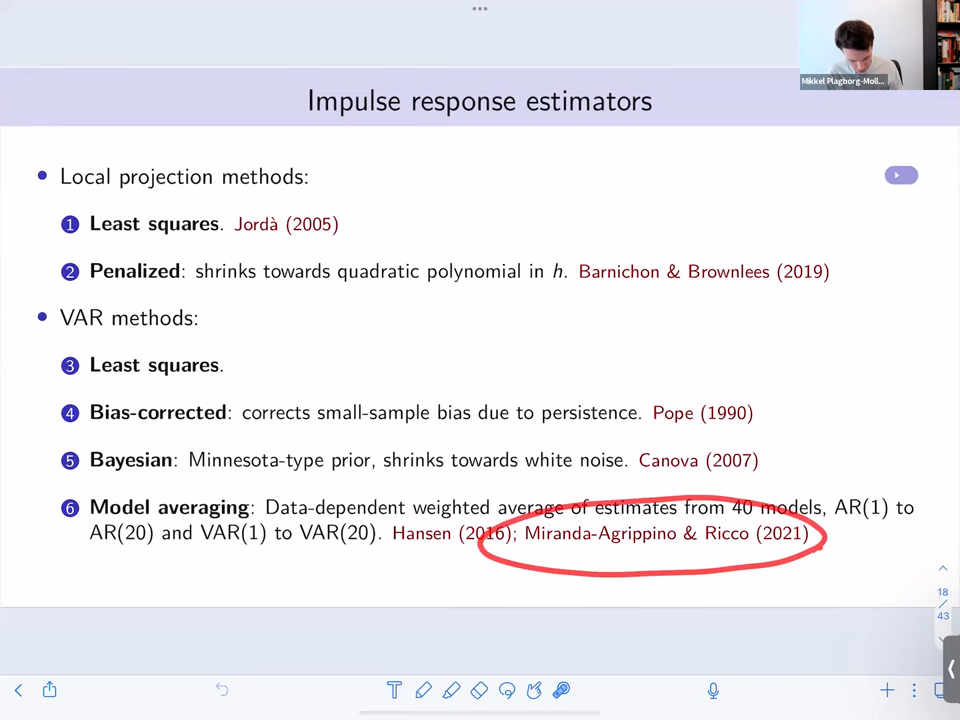 Mikkel Plagborg-Moll...
Impulse response estimators
• Local projection methods:
1 Least squares. Jordà (2005)
2 Penalized: shrinks towards quadratic polynomial in h. Barnichon & Brownlees (2019)
• VAR methods:
3 Least squares.
4 Bias-corrected: corrects small-sample bias due to persistence. Pope (1990)
5 Bayesian: Minnesota-type prior, shrinks towards white noise. Canova (2007)
6 Model averaging: Data-dependent weighted average of estimates from 40 models, AR(1) to
AR(20) and VAR(1) to VAR(20). Hansen (2016); Miranda-Agrippino & Ricco (2021)
18
/
43